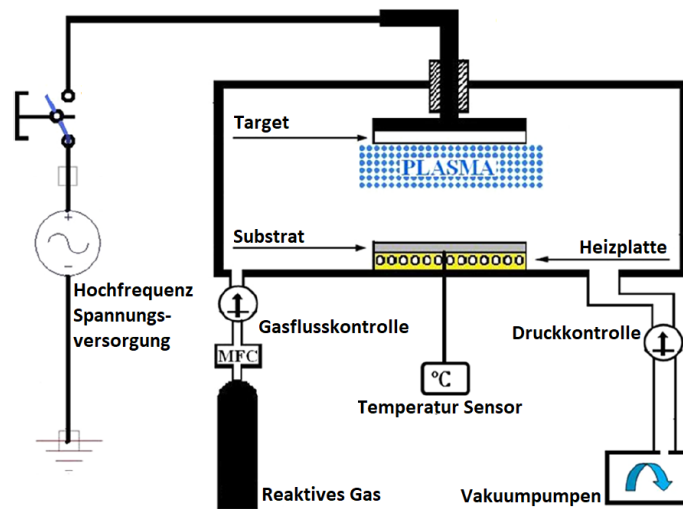 Target
PLASMA
Substrat
Heizplatte
Hochfrequenz
Spannungs-
versorgung
Gasflusskontrolle
Druckkontrolle
MFC
°C
Temperatur Sensor
Reaktives Gas
Vakuumpumpen